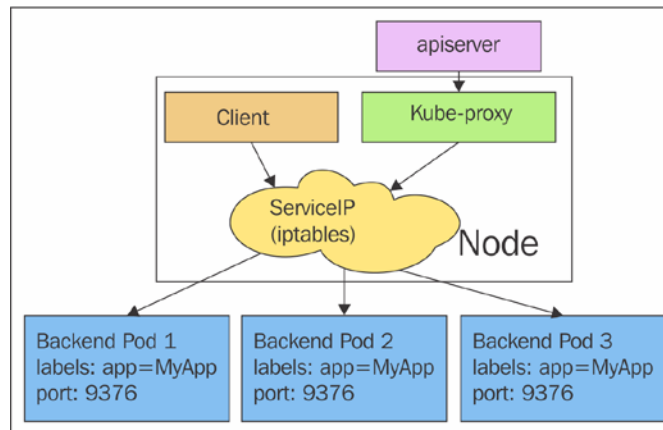 apiserver
Client
Kube-proxy
ServiceIP
(iptables)
Node
Backend Pod 1
labels: app=MyApp
port: 9376
Backend Pod 2
labels: app=MyApp
port: 9376
Backend Pod 3
labels: app=MyApp
port: 9376